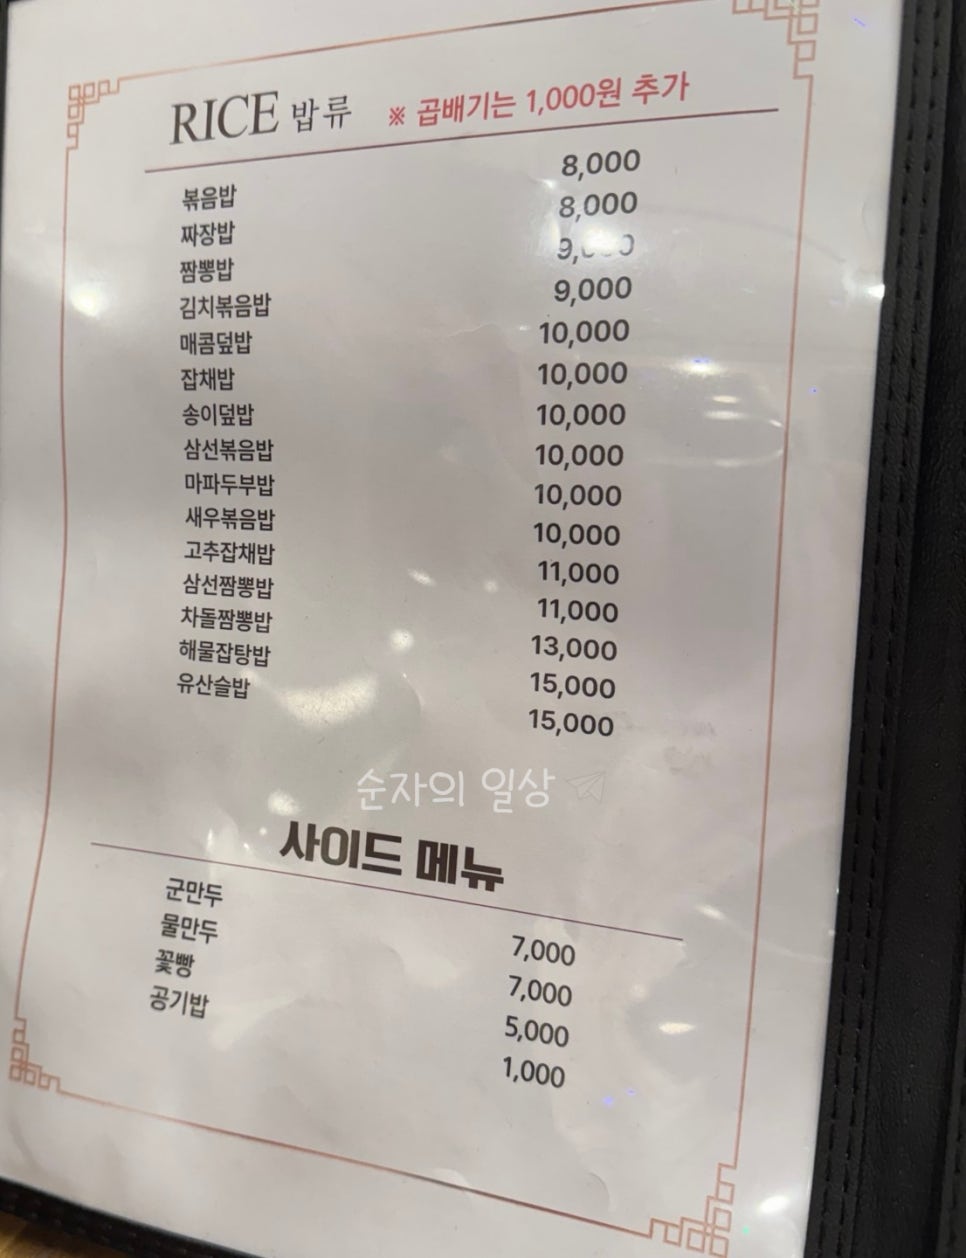 RICE 밥류 ※ 곱배기는 1,000원 추가
볶음밥 8,000
짜장밥 8,000
짬뽕밥 9,000
김치볶음밥 9,000
매콤덮밥 10,000
잡채밥 10,000
송이덮밥 10,000
삼선볶음밥 10,000
마파두부밥 10,000
새우볶음밥 10,000
고추잡채밥 11,000
삼선짬뽕밥 11,000
차돌짬뽕밥 13,000
해물잡탕밥 15,000
유산슬밥 15,000
순자의 일상
사이드 메뉴
군만두 7,000
물만두 7,000
꽃빵 5,000
공기밥 1,000